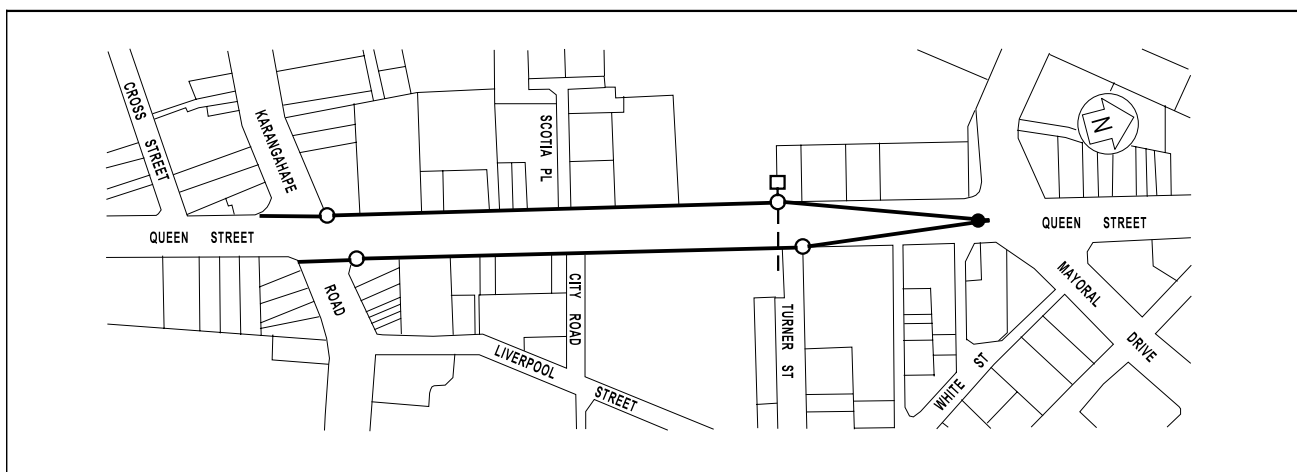 CROSS STREET
KARANGAHAPE
SCOTIA PL
N
QUEEN STREET
QUEEN STREET
ROAD
CITY ROAD
LIVERPOOL STREET
TURNER ST
WHITE ST
MAYORAL DRIVE